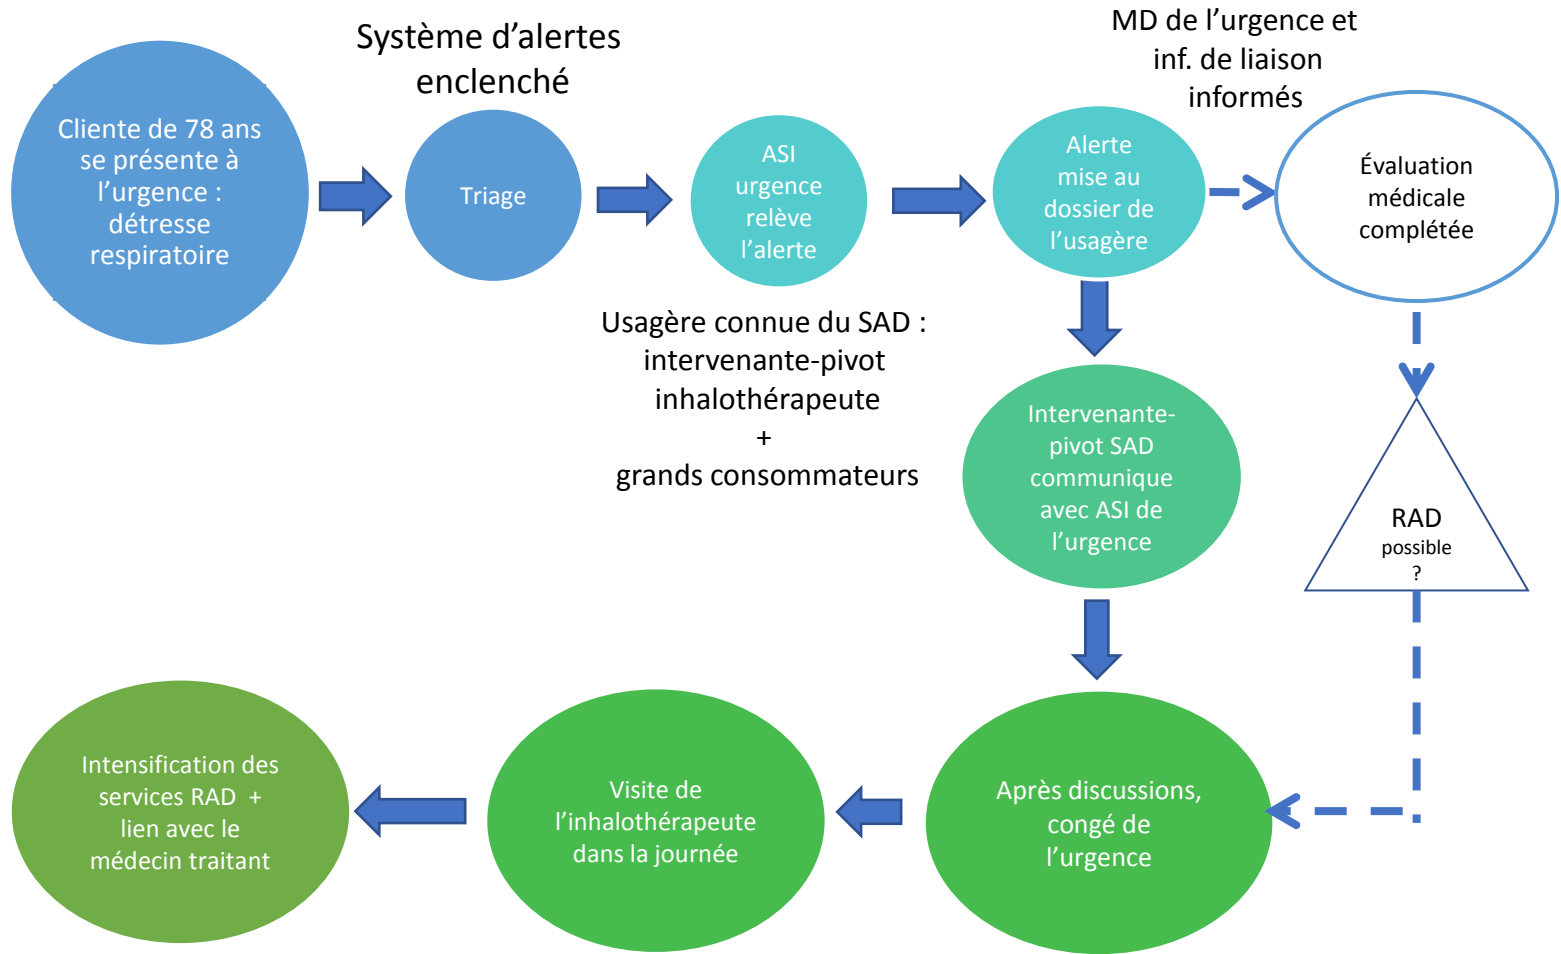 Système d’alertes
enclenché
MD de l’urgence et
inf. de liaison
informés
Cliente de 78 ans
se présente à
l’urgence :
détresse
respiratoire
Triage
ASI
urgence
relève
l’alerte
Alerte
mise au
dossier de
l’usagère
Évaluation
médicale
complétée
Usagère connue du SAD :
intervenante-pivot
inhalothérapeute
+
grands consommateurs
Intervenante-
pivot SAD
communique
avec ASI de
l’urgence
RAD
possible
?
Intensification des
services RAD +
lien avec le
médecin traitant
Visite de
l’inhalothérapeute
dans la journée
Après discussions,
congé de
l’urgence